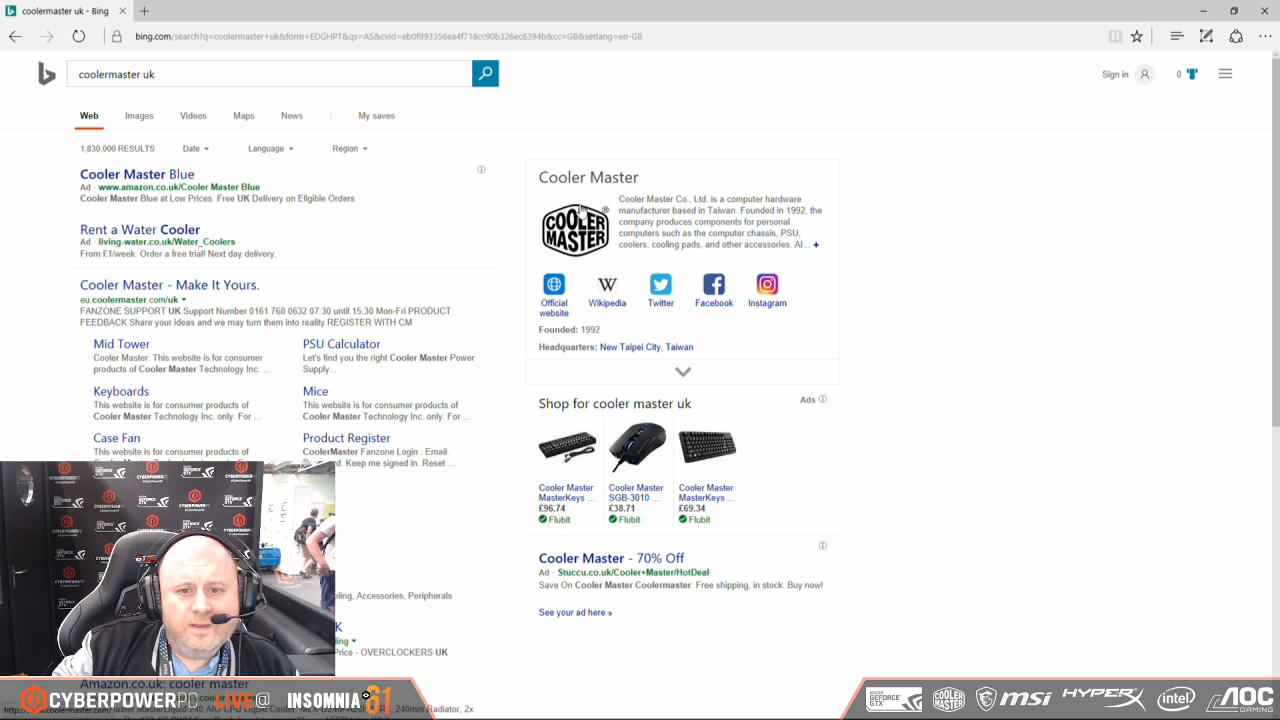 coolermaster uk - Bing
bing.com/search?q=coolermaster+uk&form=EDGHPT&qs=AS&cvid=eb0f893356ea4f718cc90b326ec6394b&cc=GB&setlang=en-GB
coolermaster uk
Sign in
0
Web
Images
Videos
Maps
News
My saves
1,830,000 RESULTS
Date
Language
Region
Cooler Master Blue
Ad · www.amazon.co.uk/Cooler Master Blue
Cooler Master Blue at Low Prices. Free UK Delivery on Eligible Orders
Rent a Water Cooler
Ad · living-water.co.uk/Water_Coolers
From £1/week. Order a free trial! Next day delivery.
Cooler Master - Make It Yours.
eu.coolermaster.com/uk
FANZONE SUPPORT UK Support Number 0161 768 0632 07:30 until 15:30 Mon-Fri PRODUCT
FEEDBACK Share your ideas and we may turn them into reality REGISTER WITH CM
Mid Tower
Cooler Master. This website is for consumer
products of Cooler Master Technology Inc. ...
PSU Calculator
Let's find you the right Cooler Master Power
Supply...
Keyboards
This website is for consumer products of
Cooler Master Technology Inc. only. For ...
Mice
This website is for consumer products of
Cooler Master Technology Inc. only. For ...
Case Fan
This website is for consumer products of
Product Register
CoolerMaster Fanzone Login . Email.
Keep me signed in. Reset ...
ling, Accessories, Peripherals
K
ling
Price - OVERCLOCKERS UK
Amazon.co.uk: cooler master
240mm Radiator, 2x
Cooler Master
COOLER
MASTER
Cooler Master Co., Ltd. is a computer hardware
manufacturer based in Taiwan. Founded in 1992, the
company produces components for personal
computers such as the computer chassis, PSU,
coolers, cooling pads, and other accessories. Al... +
Official
website
Wikipedia
Twitter
Facebook
Instagram
Founded: 1992
Headquarters: New Taipei City, Taiwan
Shop for cooler master uk
Ads
Cooler Master
MasterKeys ...
£96.74
Flubit
Cooler Master
SGB-3010 ...
£38.71
Flubit
Cooler Master
MasterKeys ...
£69.34
Flubit
Cooler Master - 70% Off
Ad · Stuccu.co.uk/Cooler+Master/HotDeal
Save On Cooler Master Coolermaster. Free shipping, in stock. Buy now!
See your ad here »
CYBERPOWERPC LIVE@ INSOMNIA 61
GEFORCE
GTX
COOLER
MASTER
msi
HYPERX
intel
AOC
GAMING